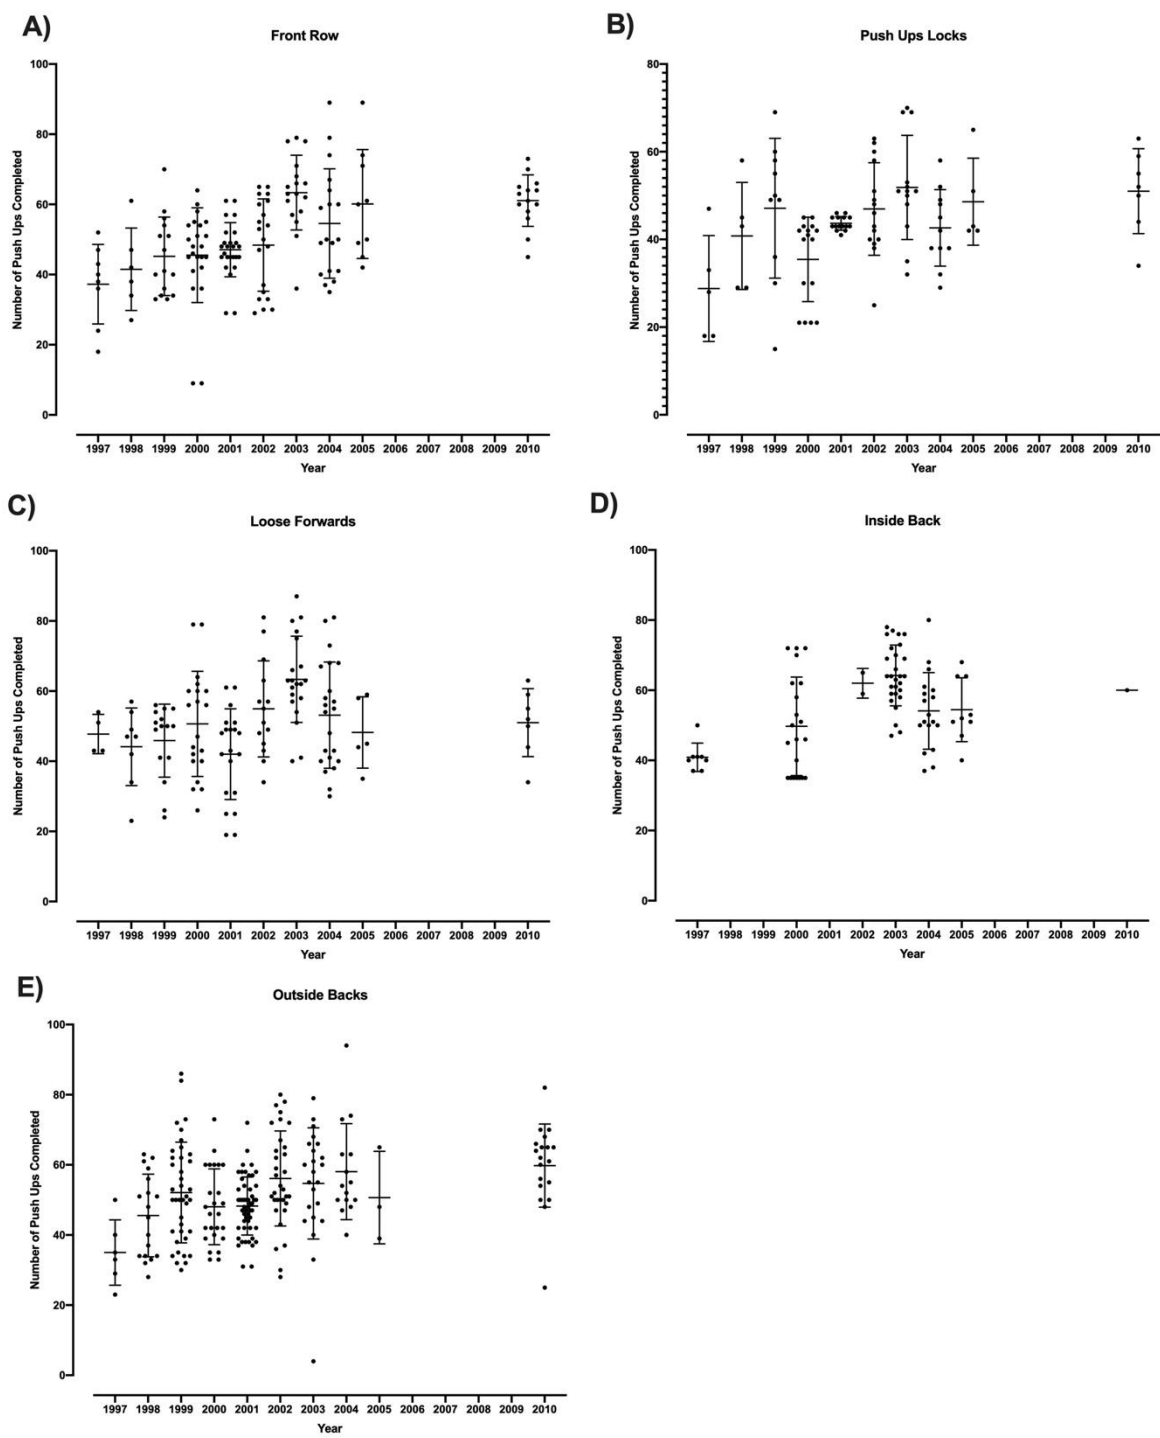 A)
Front Row
Number of Push Ups Completed
100
80
60
40
20
0
1997 1998 1999 2000 2001 2002 2003 2004 2005 2006 2007 2008 2009 2010
Year
B)
Push Ups Locks
Number of Push Ups Completed
80
60
40
20
0
1997 1998 1999 2000 2001 2002 2003 2004 2005 2006 2007 2008 2009 2010
Year
C)
Loose Forwards
Number of Push Ups Completed
100
80
60
40
20
0
1997 1998 1999 2000 2001 2002 2003 2004 2005 2006 2007 2008 2009 2010
Year
D)
Inside Back
Number of Push Ups Completed
100
80
60
40
20
0
1997 1998 1999 2000 2001 2002 2003 2004 2005 2006 2007 2008 2009 2010
Year
E)
Outside Backs
Number of Push Ups Completed
100
80
60
40
20
0
1997 1998 1999 2000 2001 2002 2003 2004 2005 2006 2007 2008 2009 2010
Year